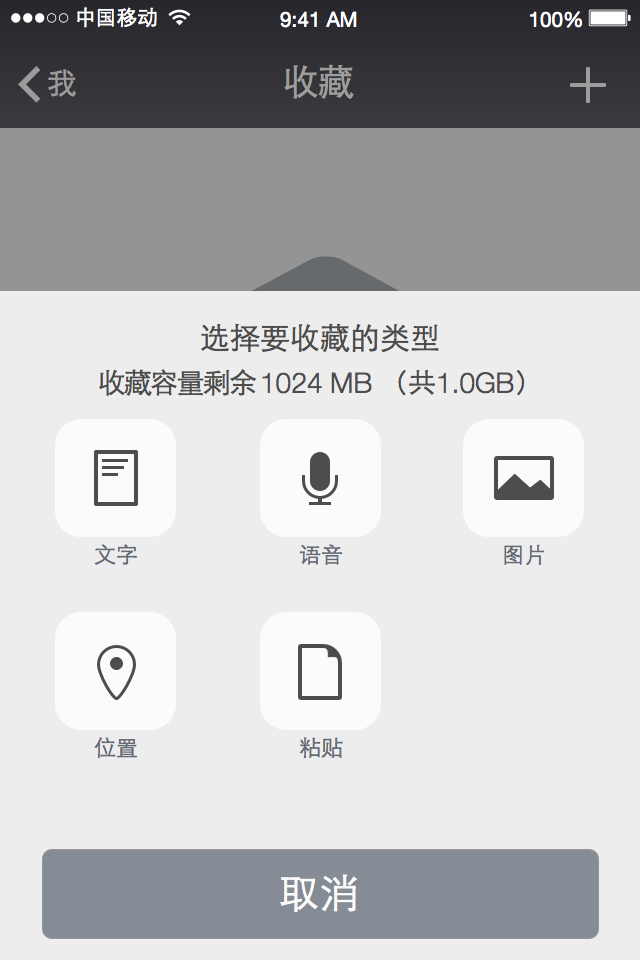 中国移动 9:41 AM 100%
我 收藏
选择要收藏的类型
收藏容量剩余1024 MB （共1.0GB）
文字 语音 图片
位置 粘贴
取消